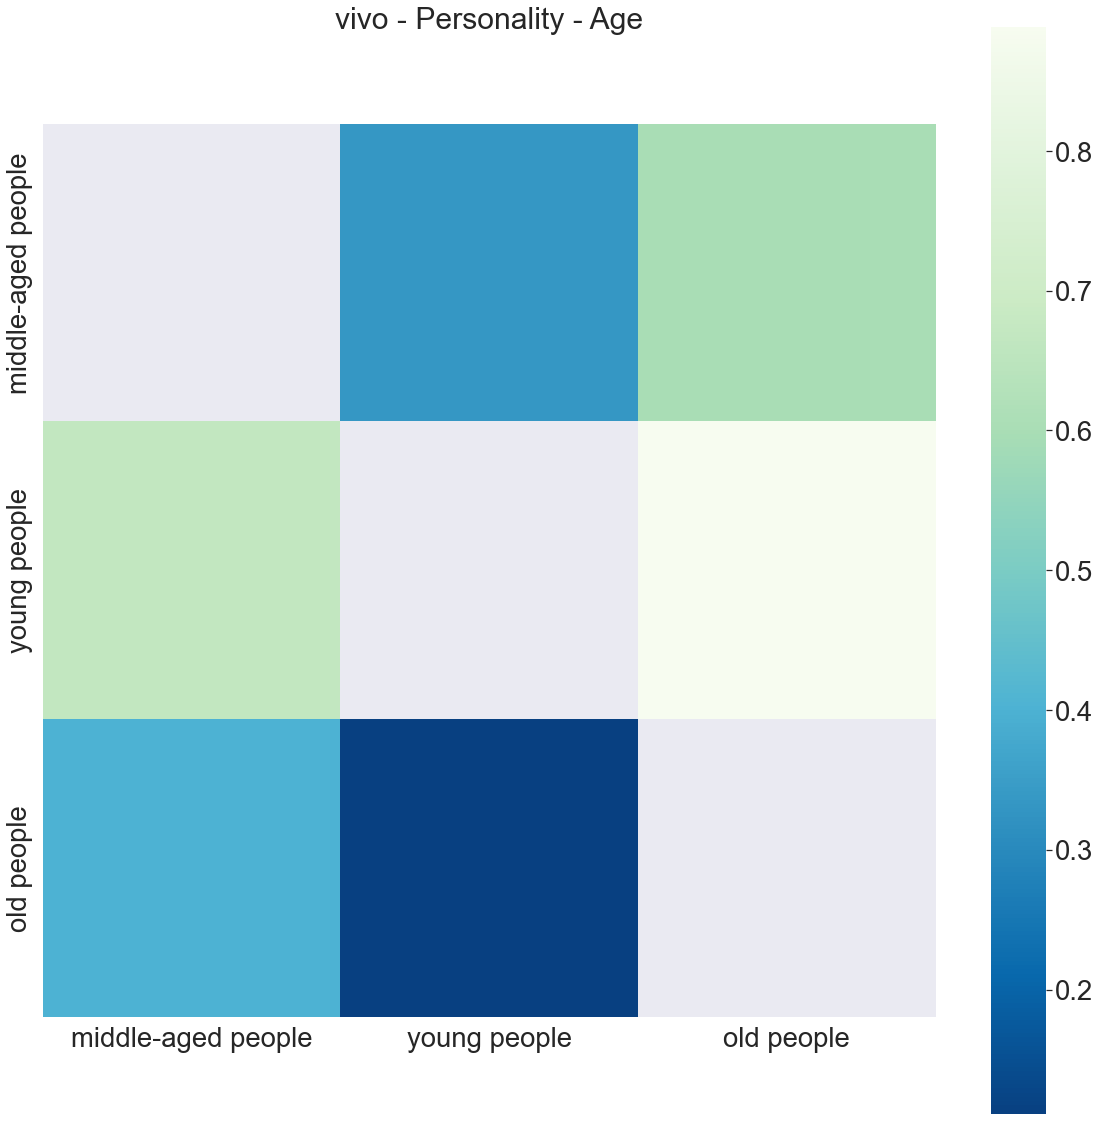 vivo - Personality - Age
middle-aged people
young people
old people
middle-aged people
young people
old people
0.8
0.7
0.6
0.5
0.4
0.3
0.2